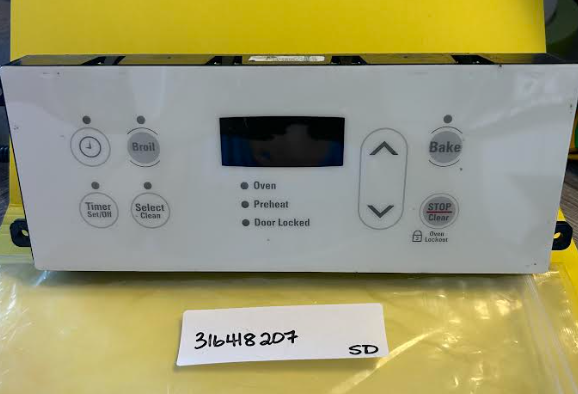 Broil
Bake
Oven
Preheat
Door Locked
Timer
Set/Off
Select
Clean
STOP
Clear
Oven
Lockout
316418207
SD